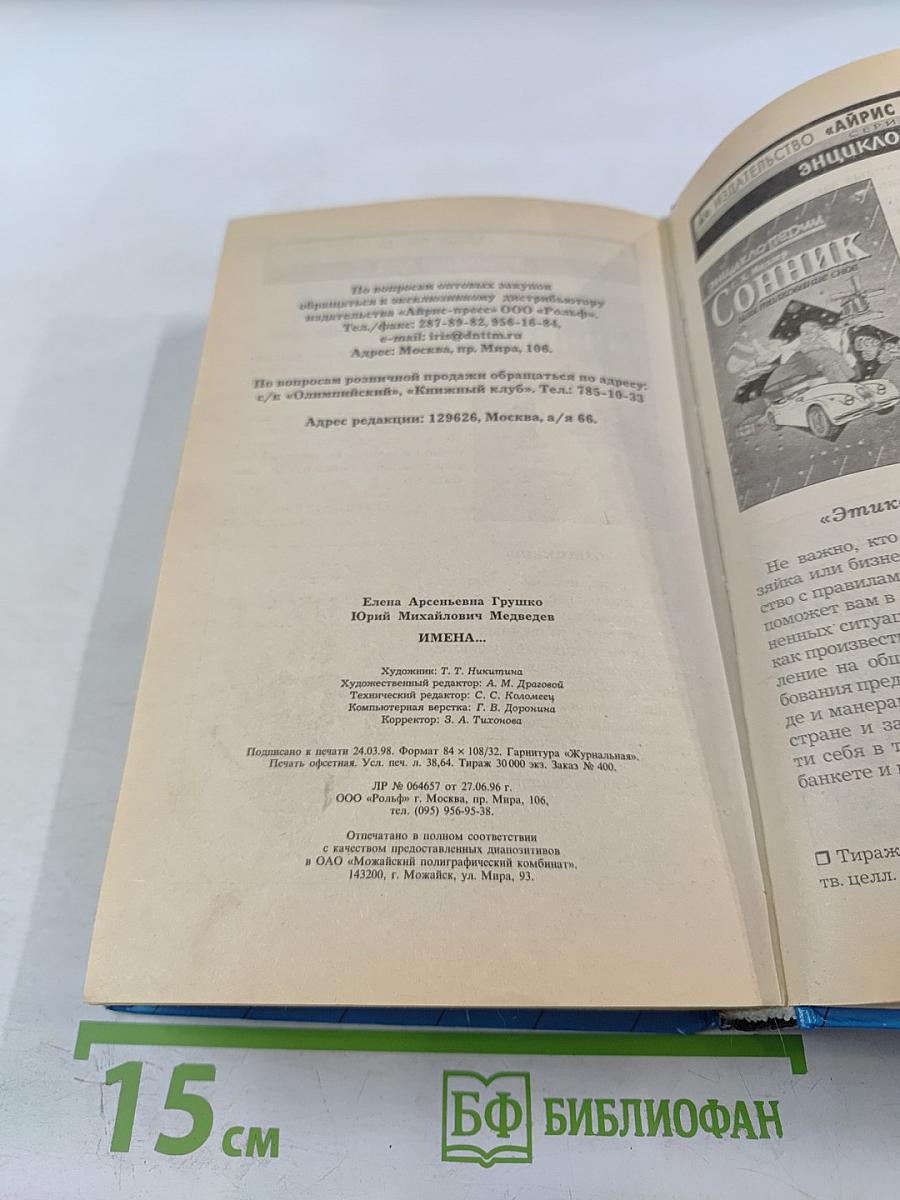 По вопросам оптовых закупок
обращаться к эксклюзивному дистрибьютору
издательства «Айрис-пресс» ООО «Рольф».
Тел./факс: 287-89-82, 956-16-84,
e-mail: iris@dnttm.ru
Адрес: Москва, пр. Мира, 106.
По вопросам розничной продажи обращаться по адресу:
с/к «Олимпийский», «Книжный клуб». Тел.: 785-10-33
Адрес редакции: 129626, Москва, а/я 66.
Елена Арсеньевна Грушко
Юрий Михайлович Медведев
ИМЕНА...
Художник: Т. Т. Никитина
Художественный редактор: А. М. Драговой
Технический редактор: С. С. Коломеец
Компьютерная верстка: Г. В. Доронина
Корректор: З. А. Тихонова
Подписано к печати 24.03.98. Формат 84 × 108/32. Гарнитура «Журнальная».
Печать офсетная. Усл. печ. л. 38,64. Тираж 30 000 экз. Заказ № 400.
ЛР № 064657 от 27.06.96 г.
ООО «Рольф» г. Москва, пр. Мира, 106,
тел. (095) 956-95-38.
Отпечатано в полном соответствии
с качеством предоставленных диапозитивов
в ОАО «Можайский полиграфический комбинат».
143200, г. Можайск, ул. Мира, 93.
ИЗДАТЕЛЬСТВО «АЙРИС
СЕРИ
ЭНЦИКЛО
ЭНЦИКЛОПЕДИИ
СОННИК
«Этик
Не важно, кто
зяйка или бизне
ство с правилам
поможет вам в
ненных ситуац
как произвест
ление на общ
бования пред
де и манерам
стране и за
ти себя в т
банкете и
❒ Тираж
тв. целл.
15 см
БФ БИБЛИОФАН